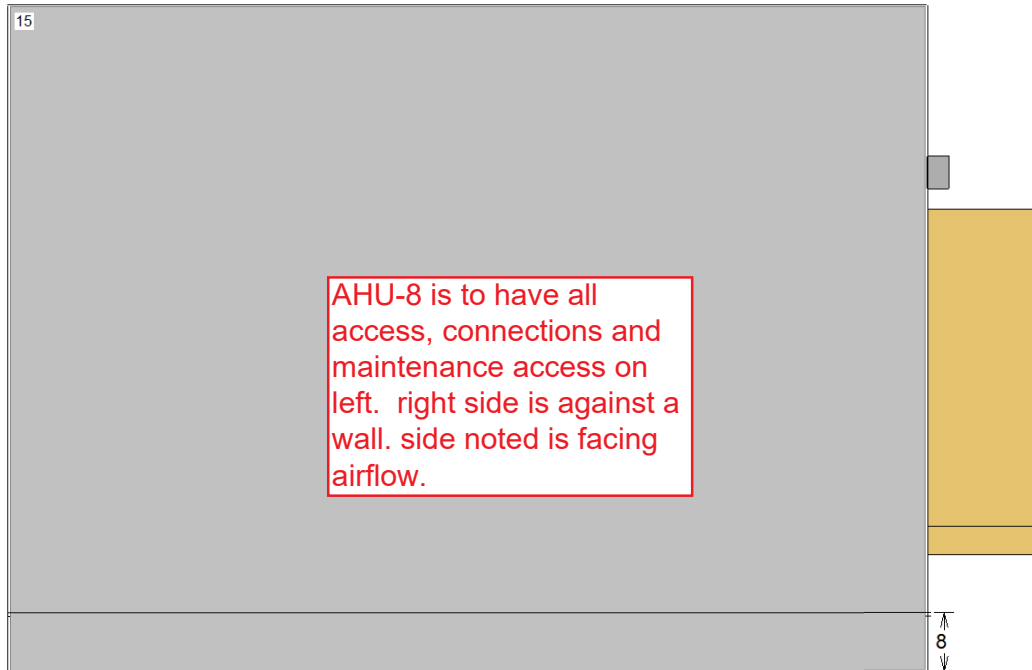 15
AHU-8 is to have all
access, connections and
maintenance access on
left.  right side is against a
wall. side noted is facing
airflow.
8